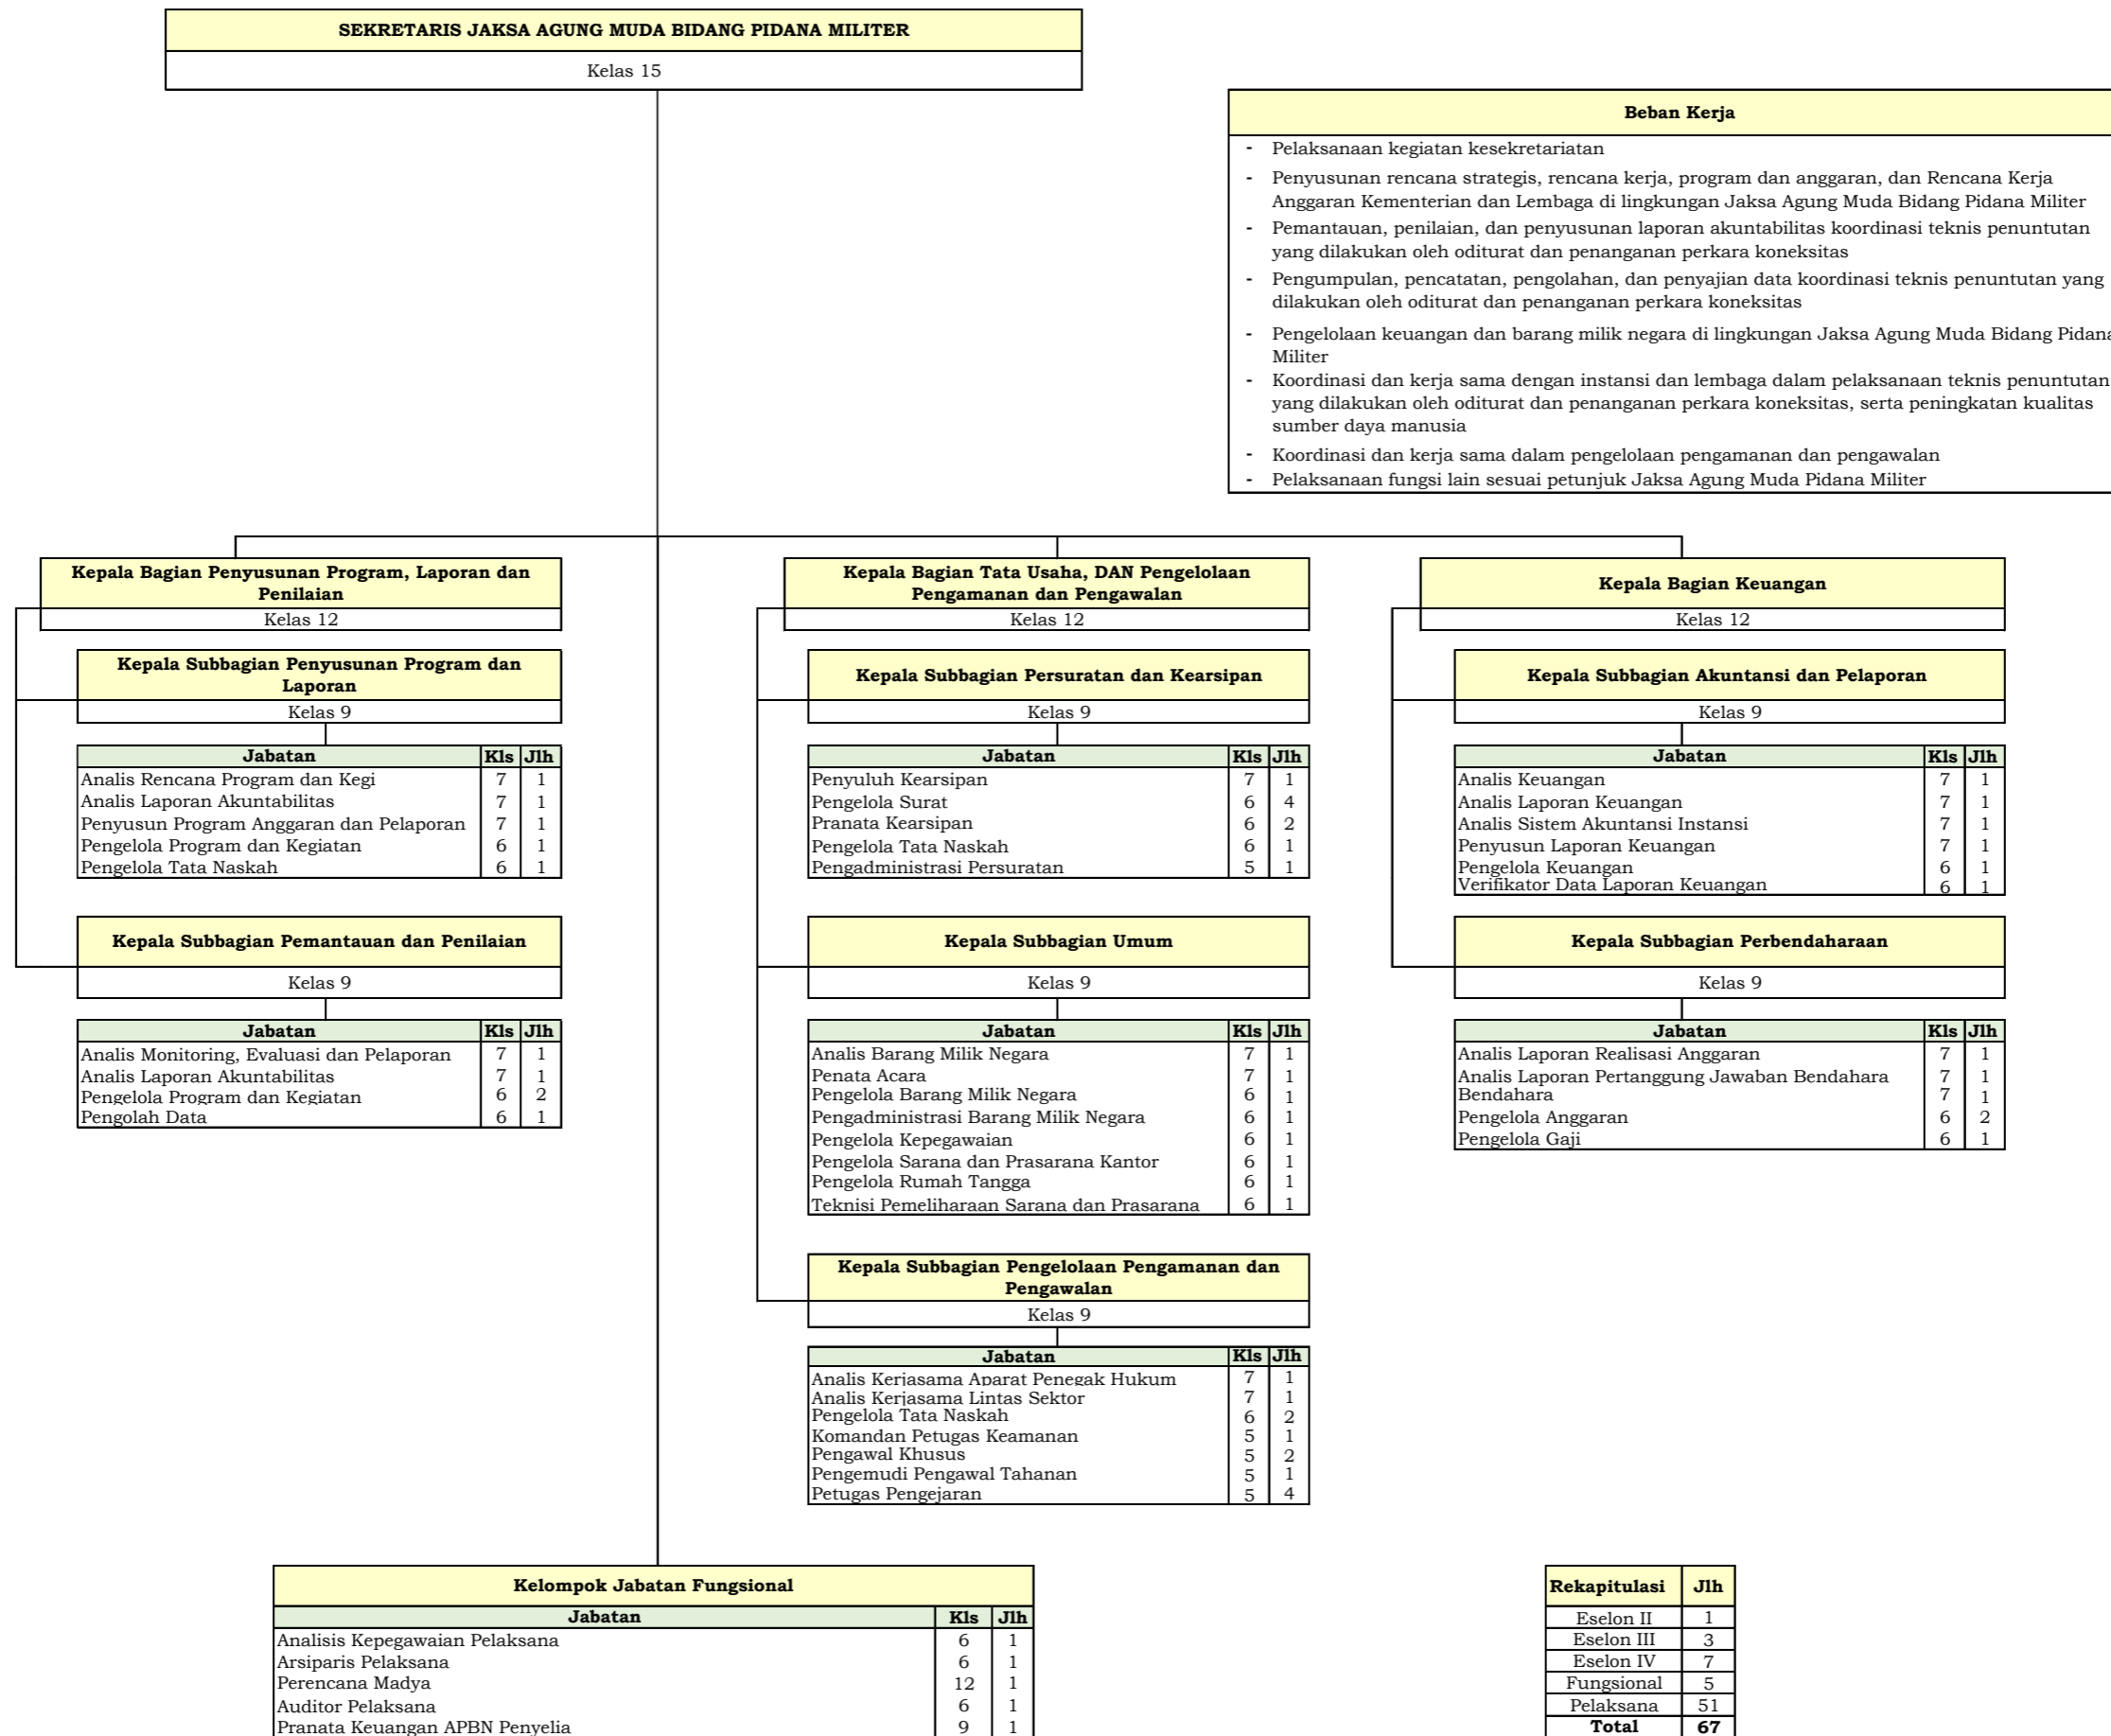 SEKRETARIS JAKSA AGUNG MUDA BIDANG PIDANA MILITER
Kelas 15
Beban Kerja
- Pelaksanaan kegiatan kesekretariatan
- Penyusunan rencana strategis, rencana kerja, program dan anggaran, dan Rencana Kerja
Anggaran Kementerian dan Lembaga di lingkungan Jaksa Agung Muda Bidang Pidana Militer
- Pemantauan, penilaian, dan penyusunan laporan akuntabilitas koordinasi teknis penuntutan
yang dilakukan oleh oditurat dan penanganan perkara koneksitas
- Pengumpulan, pencatatan, pengolahan, dan penyajian data koordinasi teknis penuntutan yang
dilakukan oleh oditurat dan penanganan perkara koneksitas
- Pengelolaan keuangan dan barang milik negara di lingkungan Jaksa Agung Muda Bidang Pidana
Militer
- Koordinasi dan kerja sama dengan instansi dan lembaga dalam pelaksanaan teknis penuntutan
yang dilakukan oleh oditurat dan penanganan perkara koneksitas, serta peningkatan kualitas
sumber daya manusia
- Koordinasi dan kerja sama dalam pengelolaan pengamanan dan pengawalan
- Pelaksanaan fungsi lain sesuai petunjuk Jaksa Agung Muda Pidana Militer
Kepala Bagian Penyusunan Program, Laporan dan
Penilaian
Kelas 12
Kepala Subbagian Penyusunan Program dan
Laporan
Kelas 9
Jabatan Kls Jlh
Analis Rencana Program dan Kegi 7 1
Analis Laporan Akuntabilitas 7 1
Penyusun Program Anggaran dan Pelaporan 7 1
Pengelola Program dan Kegiatan 6 1
Pengelola Tata Naskah 6 1
Kepala Subbagian Pemantauan dan Penilaian
Kelas 9
Jabatan Kls Jlh
Analis Monitoring, Evaluasi dan Pelaporan 7 1
Analis Laporan Akuntabilitas 7 1
Pengelola Program dan Kegiatan 6 2
Pengolah Data 6 1
Kepala Bagian Tata Usaha, DAN Pengelolaan
Pengamanan dan Pengawalan
Kelas 12
Kepala Subbagian Persuratan dan Kearsipan
Kelas 9
Jabatan Kls Jlh
Penyuluh Kearsipan 7 1
Pengelola Surat 6 4
Pranata Kearsipan 6 2
Pengelola Tata Naskah 6 1
Pengadministrasi Persuratan 5 1
Kepala Subbagian Umum
Kelas 9
Jabatan Kls Jlh
Analis Barang Milik Negara 7 1
Penata Acara 7 1
Pengelola Barang Milik Negara 6 1
Pengadministrasi Barang Milik Negara 6 1
Pengelola Kepegawaian 6 1
Pengelola Sarana dan Prasarana Kantor 6 1
Pengelola Rumah Tangga 6 1
Teknisi Pemeliharaan Sarana dan Prasarana 6 1
Kepala Subbagian Pengelolaan Pengamanan dan
Pengawalan
Kelas 9
Jabatan Kls Jlh
Analis Kerjasama Aparat Penegak Hukum 7 1
Analis Kerjasama Lintas Sektor 7 1
Pengelola Tata Naskah 6 2
Komandan Petugas Keamanan 5 1
Pengawal Khusus 5 2
Pengemudi Pengawal Tahanan 5 1
Petugas Pengejaran 5 4
Kepala Bagian Keuangan
Kelas 12
Kepala Subbagian Akuntansi dan Pelaporan
Kelas 9
Jabatan Kls Jlh
Analis Keuangan 7 1
Analis Laporan Keuangan 7 1
Analis Sistem Akuntansi Instansi 7 1
Penyusun Laporan Keuangan 7 1
Pengelola Keuangan 6 1
Verifikator Data Laporan Keuangan 6 1
Kepala Subbagian Perbendaharaan
Kelas 9
Jabatan Kls Jlh
Analis Laporan Realisasi Anggaran 7 1
Analis Laporan Pertanggung Jawaban Bendahara 7 1
Bendahara 7 1
Pengelola Anggaran 6 2
Pengelola Gaji 6 1
Kelompok Jabatan Fungsional
Jabatan Kls Jlh
Analisis Kepegawaian Pelaksana 6 1
Arsiparis Pelaksana 6 1
Perencana Madya 12 1
Auditor Pelaksana 6 1
Pranata Keuangan APBN Penyelia 9 1
Rekapitulasi Jlh
Eselon II 1
Eselon III 3
Eselon IV 7
Fungsional 5
Pelaksana 51
Total 67